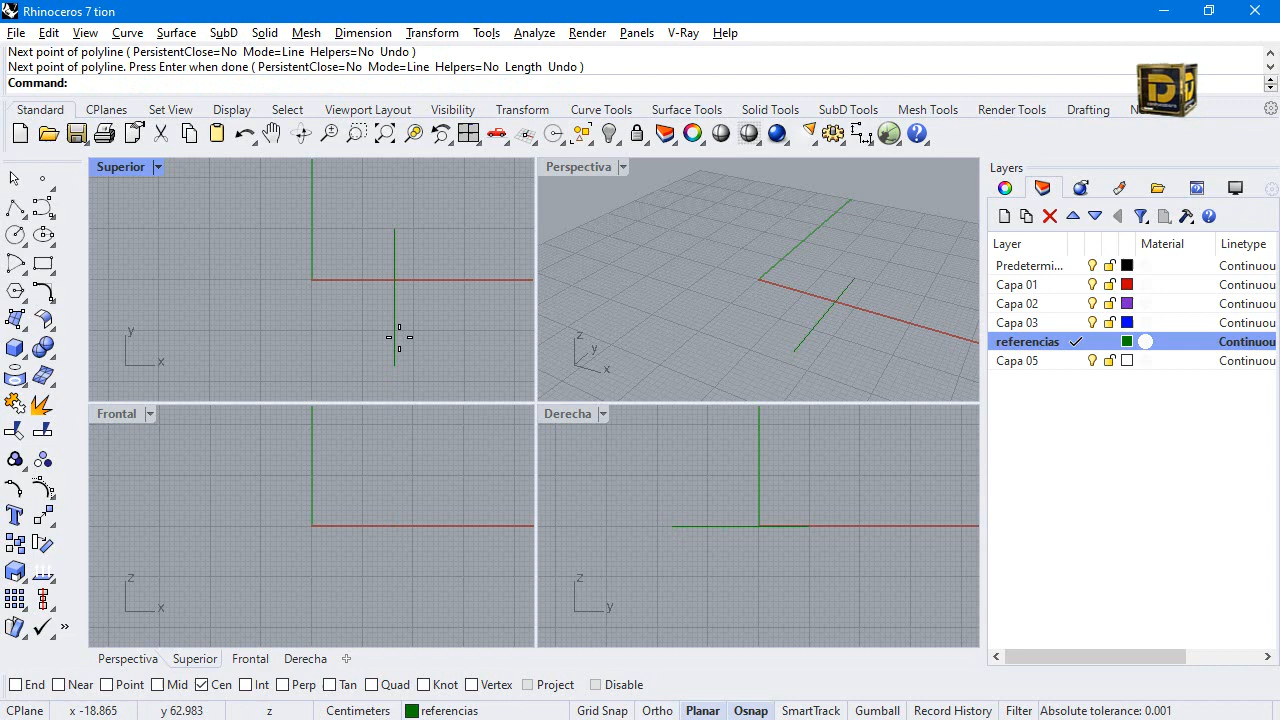 Rhinoceros 7 tion
File Edit View Curve Surface SubD Solid Mesh Dimension Transform Tools Analyze Render Panels V-Ray Help
Next point of polyline ( PersistentClose=No Mode=Line Helpers=No Undo )
Next point of polyline. Press Enter when done ( PersistentClose=No Mode=Line Helpers=No Length Undo )
Command:
Standard CPlanes Set View Display Select Viewport Layout Visibility Transform Curve Tools Surface Tools Solid Tools SubD Tools Mesh Tools Render Tools Drafting
Superior
Perspectiva
Layers
Layer Material Linetype
Predetermi... Continuou
Capa 01 Continuou
Capa 02 Continuou
Capa 03 Continuou
referencias Continuou
Capa 05 Continuou
y
x
z
y
x
Frontal
Derecha
z
x
z
y
Perspectiva Superior Frontal Derecha
End Near Point Mid Cen Int Perp Tan Quad Knot Vertex Project Disable
CPlane x -18.865 y 62.983 z Centimeters referencias Grid Snap Ortho Planar Osnap SmartTrack Gumball Record History Filter Absolute tolerance: 0.001